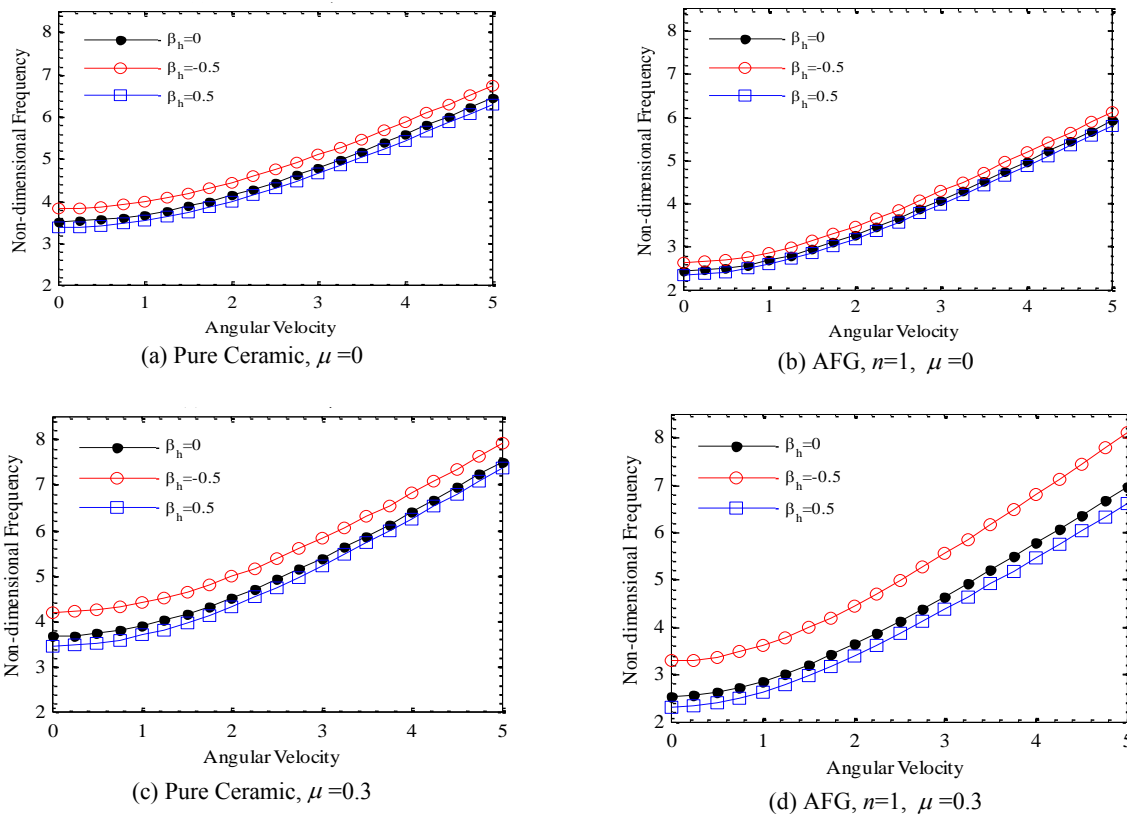 Non-dimensional Frequency
8
7
6
5
4
3
2
β_h=0
β_h=-0.5
β_h=0.5
0 1 2 3 4 5
Angular Velocity
(a) Pure Ceramic, μ =0
Non-dimensional Frequency
8
7
6
5
4
3
2
β_h=0
β_h=-0.5
β_h=0.5
0 1 2 3 4 5
Angular Velocity
(b) AFG, n=1, μ =0
Non-dimensional Frequency
8
7
6
5
4
3
2
β_h=0
β_h=-0.5
β_h=0.5
0 1 2 3 4 5
Angular Velocity
(c) Pure Ceramic, μ =0.3
Non-dimensional Frequency
8
7
6
5
4
3
2
β_h=0
β_h=-0.5
β_h=0.5
0 1 2 3 4 5
Angular Velocity
(d) AFG, n=1, μ =0.3